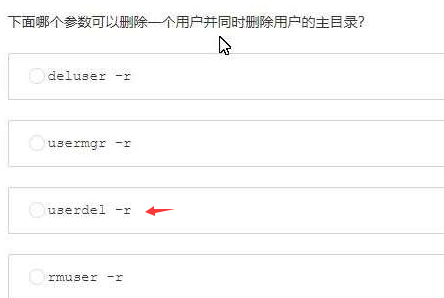 下面哪个参数可以删除一个用户并同时删除用户的主目录?
deluser -r
usermgr -r
userdel -r
rmuser -r